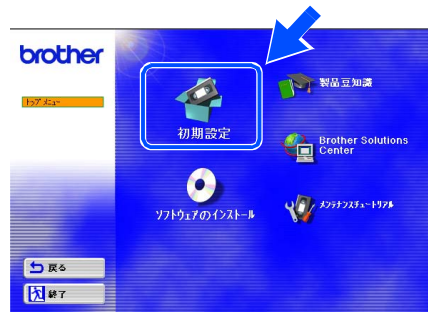 brother
トップメニュー
初期設定
製品豆知識
Brother Solutions
Center
ソフトウェアのインストール
メンテナンスチュートリアル
戻る
終了